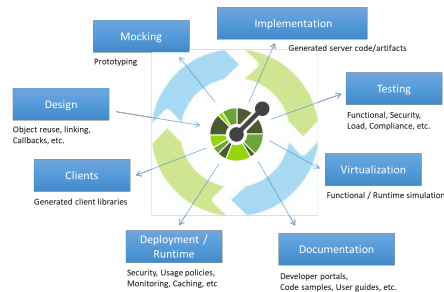 Implementation
Generated server code/artifacts
Mocking
Prototyping
Testing
Functional, Security,
Load, Compliance, etc.
Design
Object reuse, linking,
Callbacks, etc.
Virtualization
Functional / Runtime simulation
Clients
Generated client libraries
Deployment /
Runtime
Security, Usage policies,
Monitoring, Caching, etc
Documentation
Developer portals,
Code samples, User guides, etc.